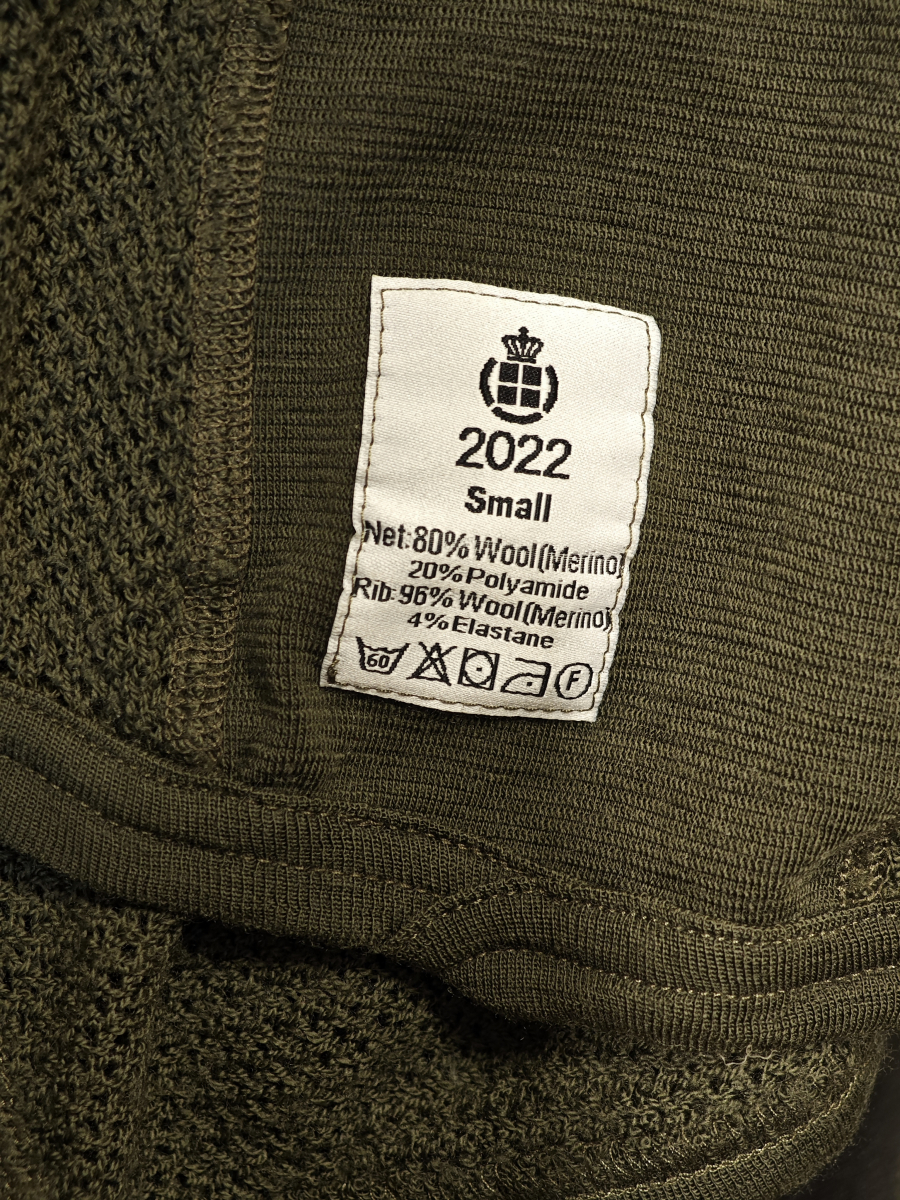 2022
Small
Net:80% Wool(Merino)
20%Polyamide
Rib:96% Wool(Merino)
4%Elastane
60 F